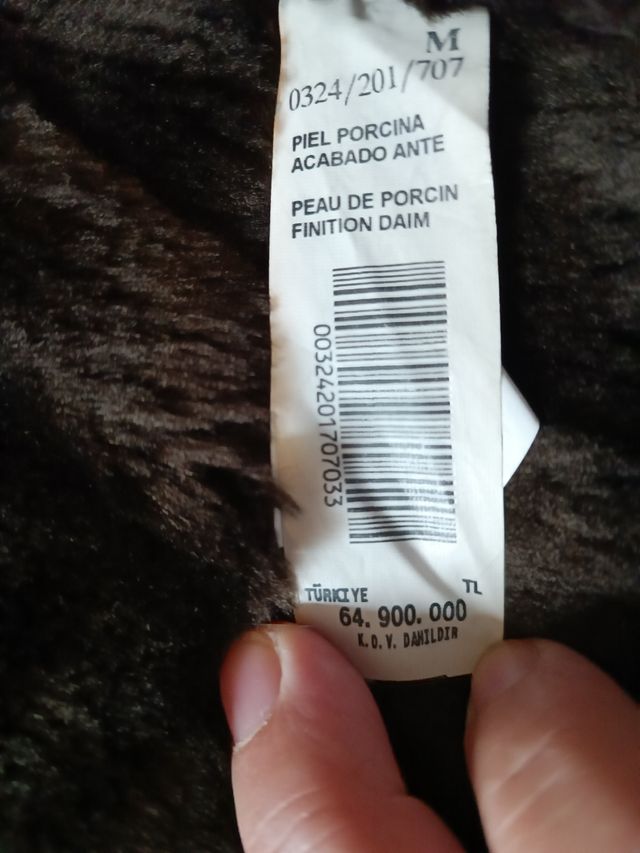 M
0324/201/707
PIEL PORCINA
ACABADO ANTE
PEAU DE PORCIN
FINITION DAIM
00324201707033
TÜRKIYE TL
64.900.000
K.D.V. DAHILDIR